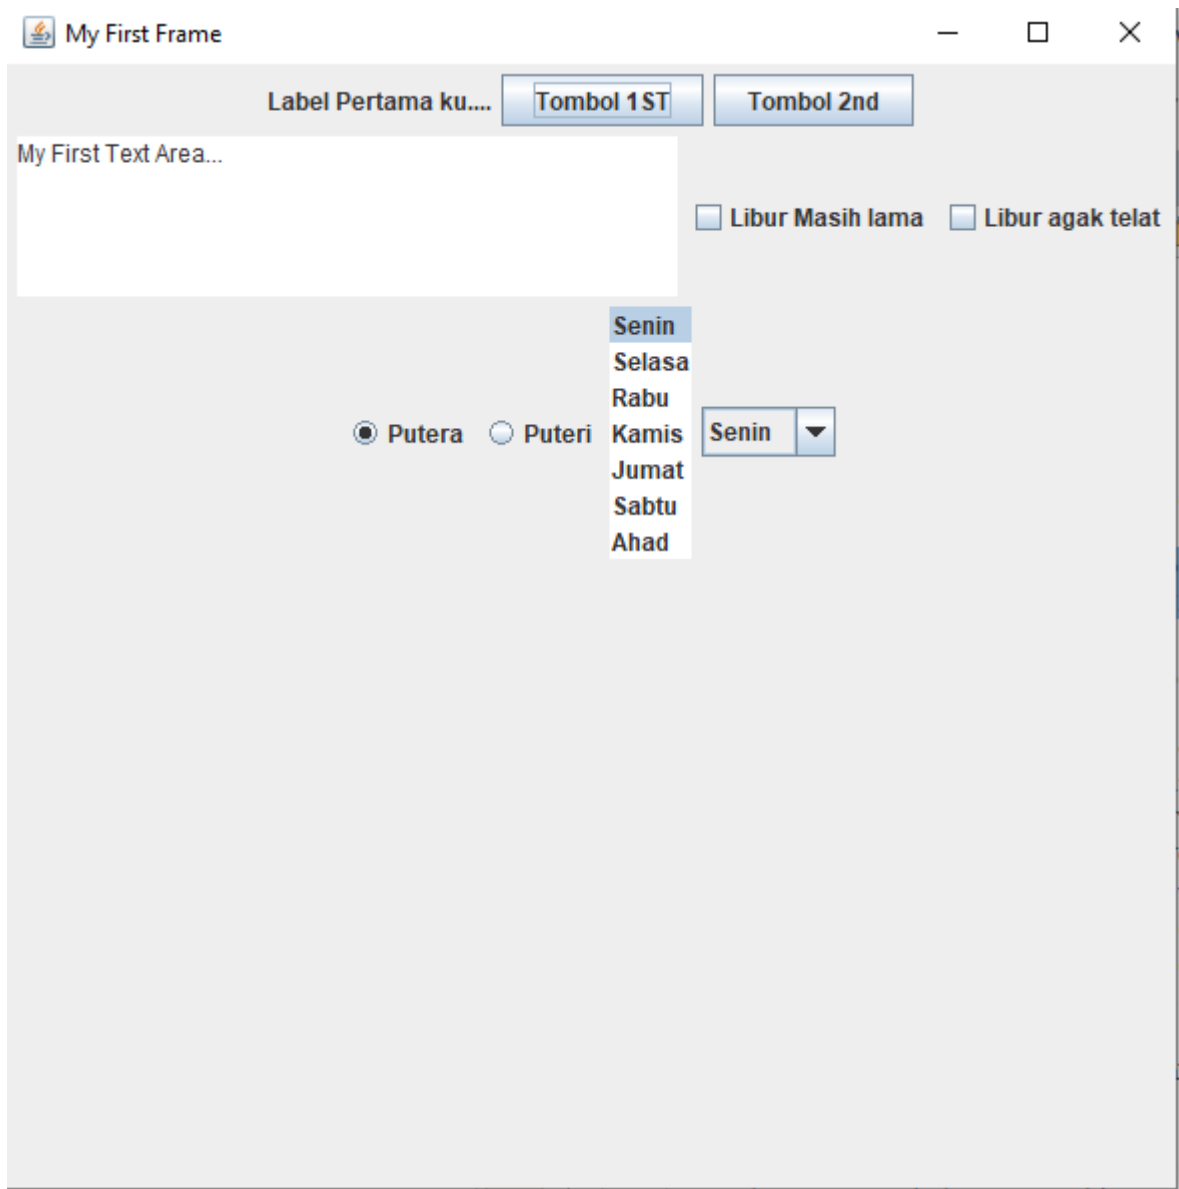 My First Frame
Label Pertama ku.... Tombol 1ST Tombol 2nd
My First Text Area...
Libur Masih lama Libur agak telat
Putera Puteri
Senin
Selasa
Rabu
Kamis
Jumat
Sabtu
Ahad
Senin